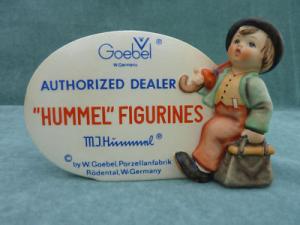 Goebel
W. Germany
AUTHORIZED DEALER
"HUMMEL" FIGURINES
M.J. Hummel ®
© by W. Goebel, Porzellanfabrik
Rödental, W-Germany